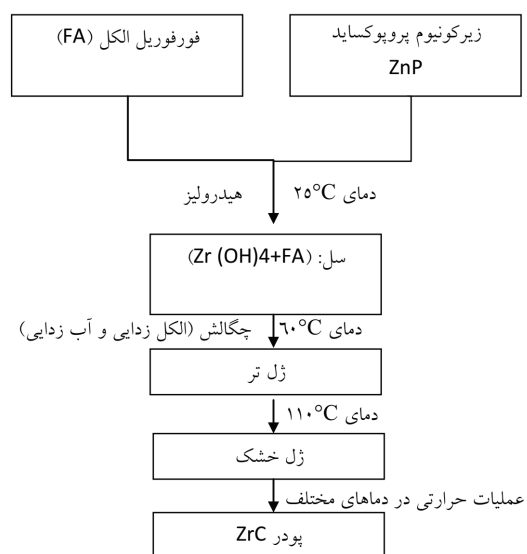 زیرکونیوم پروپوکساید
ZnP
فورفوریل الکل (FA)
دمای ۲۵°C
هیدرولیز
سل: (Zr (OH)4+FA)
دمای ۶۰°C
چگالش (الکل زدایی و آب زدایی)
ژل تر
دمای ۱۱۰°C
ژل خشک
عملیات حرارتی در دماهای مختلف
پودر ZrC